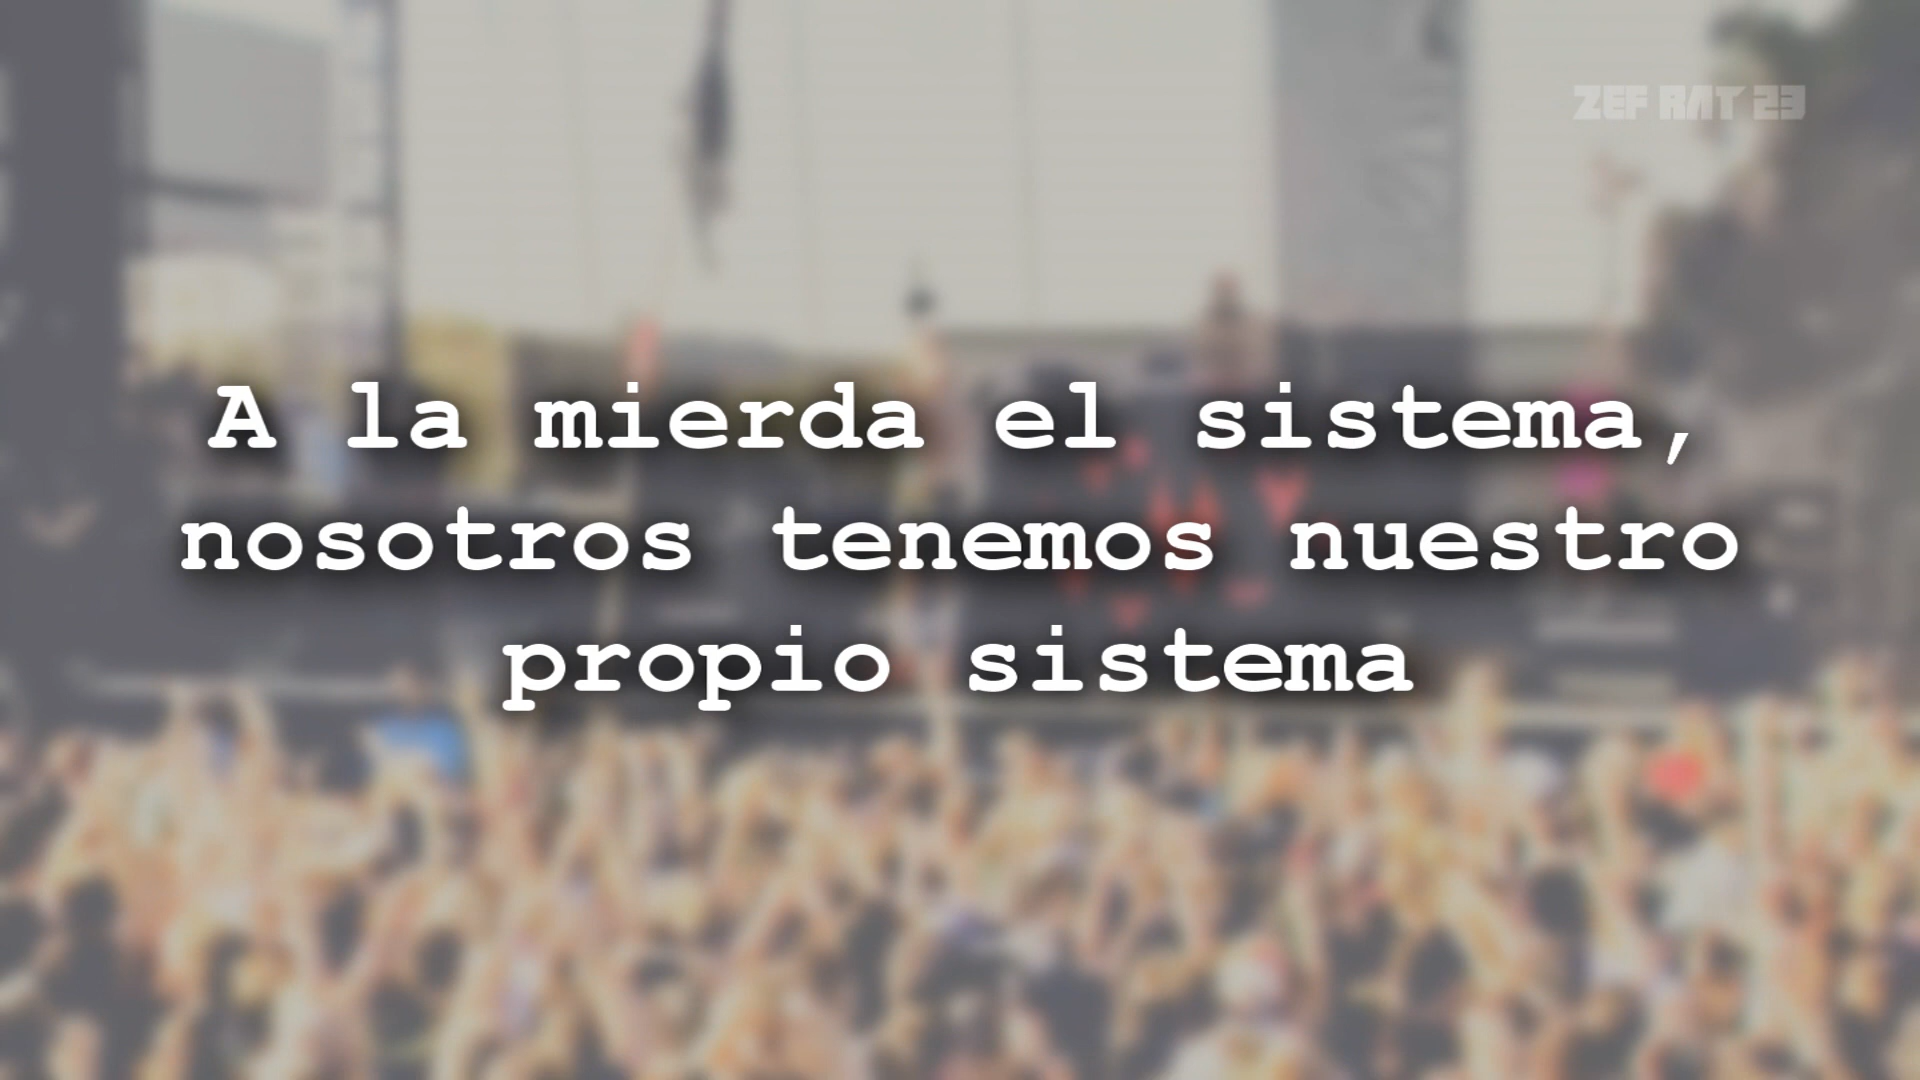 ZEF RAT 23
A la mierda el sistema,
nosotros tenemos nuestro
propio sistema